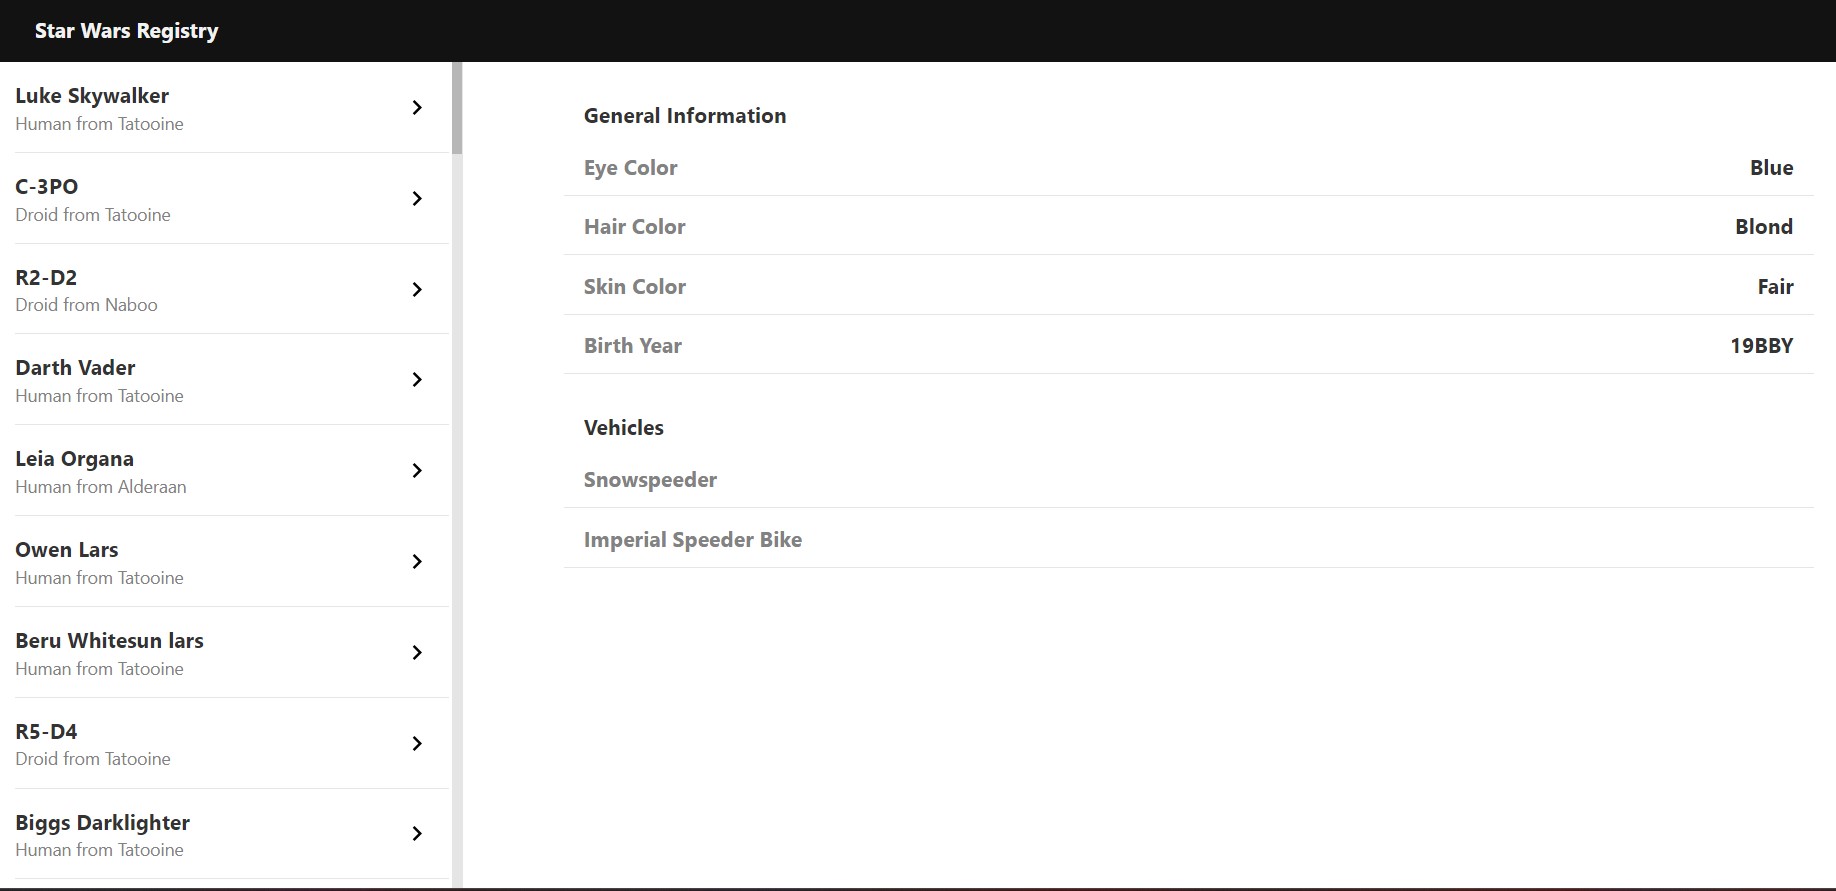 Star Wars Registry
Luke Skywalker
Human from Tatooine
C-3PO
Droid from Tatooine
R2-D2
Droid from Naboo
Darth Vader
Human from Tatooine
Leia Organa
Human from Alderaan
Owen Lars
Human from Tatooine
Beru Whitesun lars
Human from Tatooine
R5-D4
Droid from Tatooine
Biggs Darklighter
Human from Tatooine
General Information
Eye Color Blue
Hair Color Blond
Skin Color Fair
Birth Year 19BBY
Vehicles
Snowspeeder
Imperial Speeder Bike